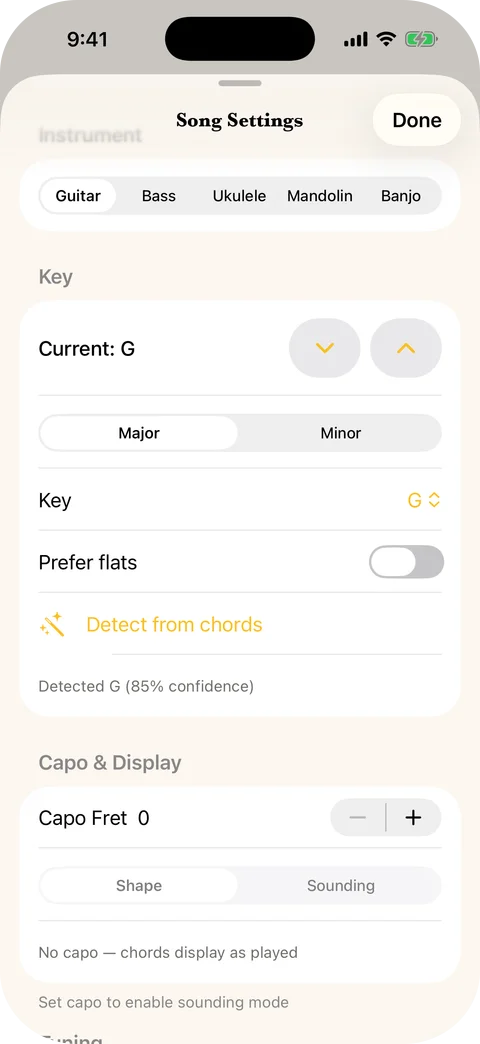 9:41
Song Settings
Done
Instrument
Guitar Bass Ukulele Mandolin Banjo
Key
Current: G
Major Minor
Key G
Prefer flats
Detect from chords
Detected G (85% confidence)
Capo & Display
Capo Fret 0
Shape Sounding
No capo — chords display as played
Set capo to enable sounding mode
Tuning